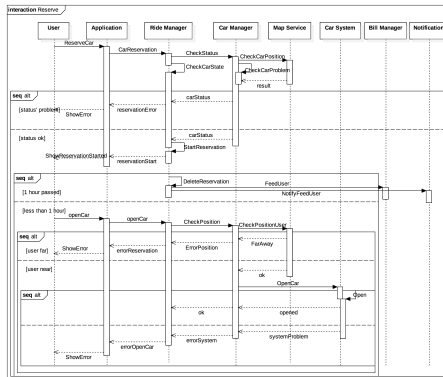 interaction Reserve
User
Application
Ride Manager
Car Manager
Map Service
Car System
Bill Manager
Notification
ReserveCar
CarReservation
CheckStatus
CheckCarPosition
CheckCarState
CheckCarProblem
result
seq alt
carStatus
[status' problem]
reservationError
ShowError
carStatus
[status ok]
StartReservation
ShowReservationStarted
reservationStart
seq alt
DeleteReservation
FeedUser
[1 hour passed]
NotifyFeedUser
[less than 1 hour]
openCar
openCar
CheckPosition
CheckPositionUser
seq alt
FarAway
ErrorPosition
erorReservation
ShowError
[user far]
[user near]
ok
OpenCar
seq alt
Open
opened
ok
systemProblem
errorSystem
errorOpenCar
ShowError